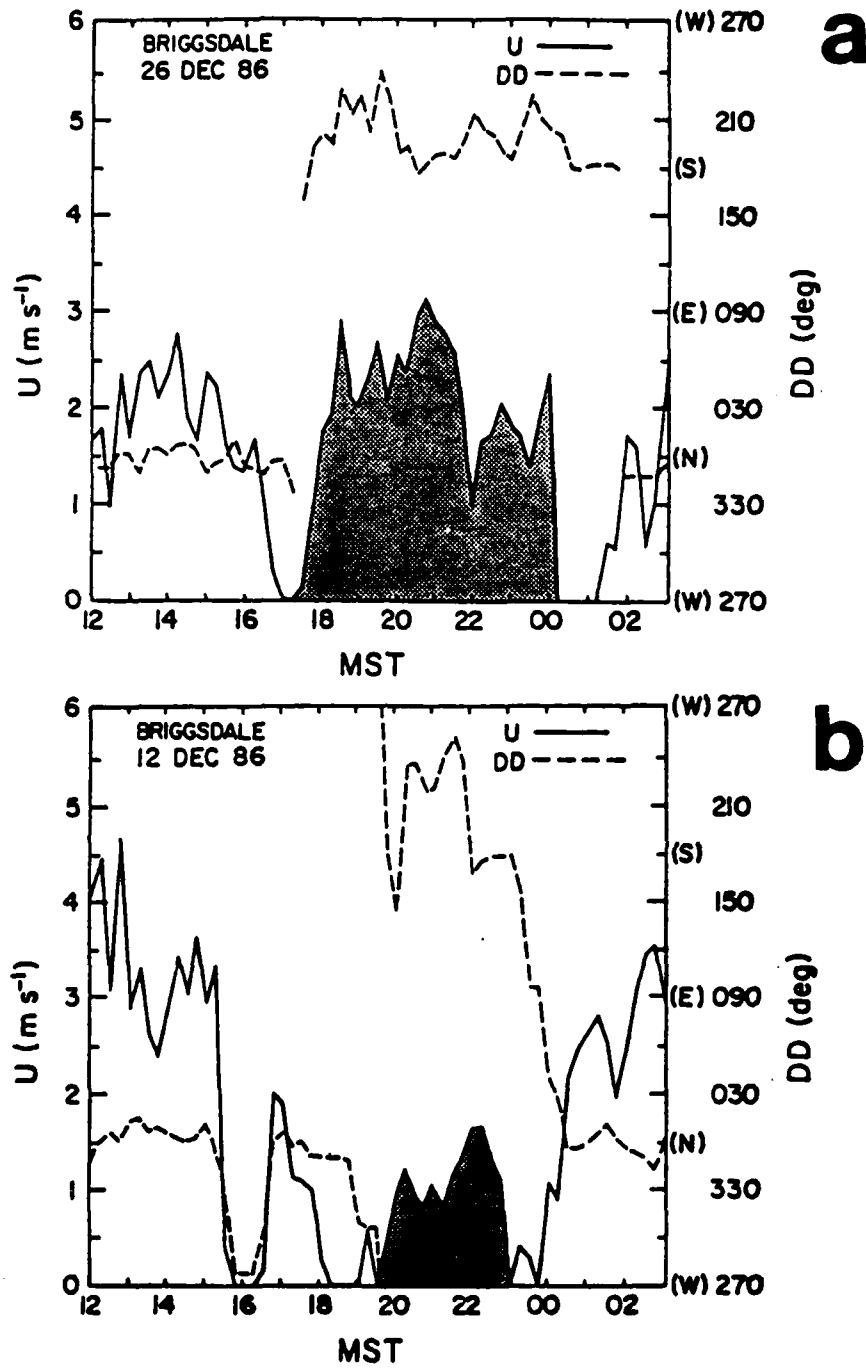 a
BRIGGSDALE
26 DEC 86
U
DD
6
5
4
3
2
1
0
U (m s⁻¹)
(W) 270
210
(S)
150
(E) 090
030
(N)
330
(W) 270
DD (deg)
12 14 16 18 20 22 00 02
MST
b
BRIGGSDALE
12 DEC 86
U
DD
6
5
4
3
2
1
0
U (m s⁻¹)
(W) 270
210
(S)
150
(E) 090
030
(N)
330
(W) 270
DD (deg)
12 14 16 18 20 22 00 02
MST